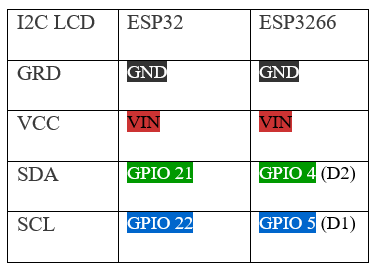 I2C LCD ESP32 ESP3266
GRD GND GND
VCC VIN VIN
SDA GPIO 21 GPIO 4 (D2)
SCL GPIO 22 GPIO 5 (D1)